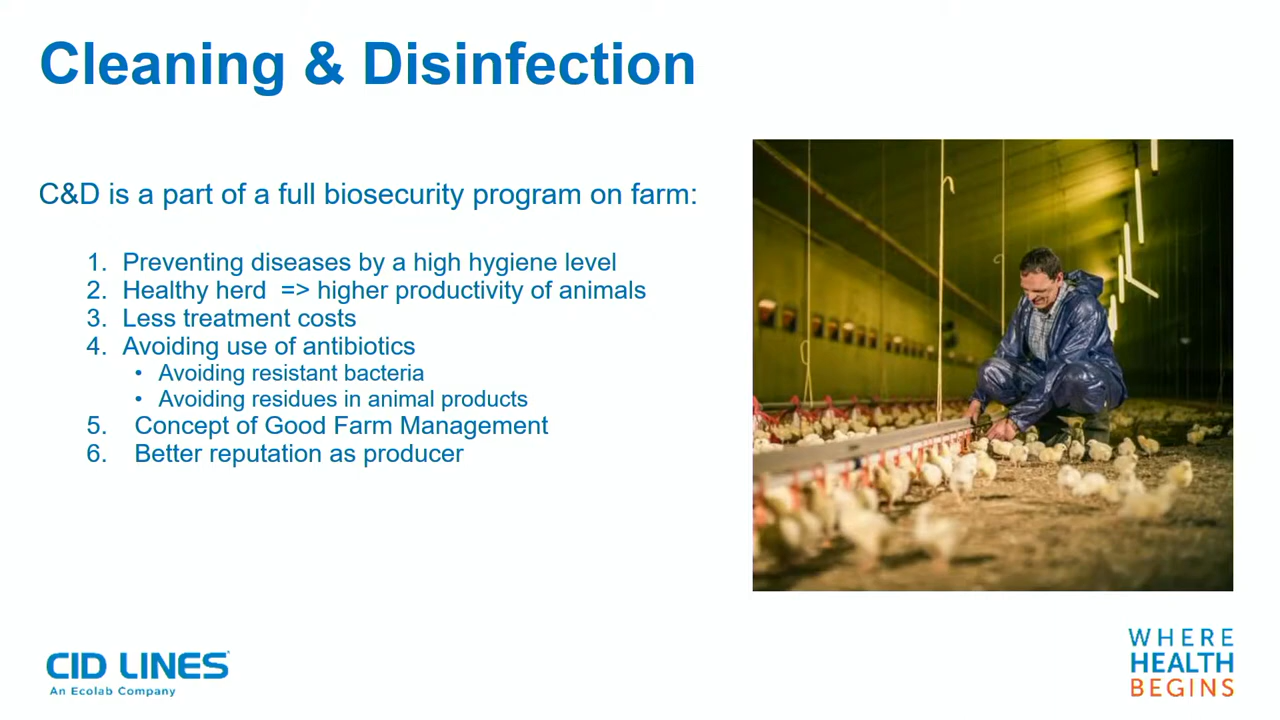 Cleaning & Disinfection
C&D is a part of a full biosecurity program on farm:
1. Preventing diseases by a high hygiene level
2. Healthy herd => higher productivity of animals
3. Less treatment costs
4. Avoiding use of antibiotics
• Avoiding resistant bacteria
• Avoiding residues in animal products
5. Concept of Good Farm Management
6. Better reputation as producer
CID LINES
An Ecolab Company
WHERE
HEALTH
BEGINS